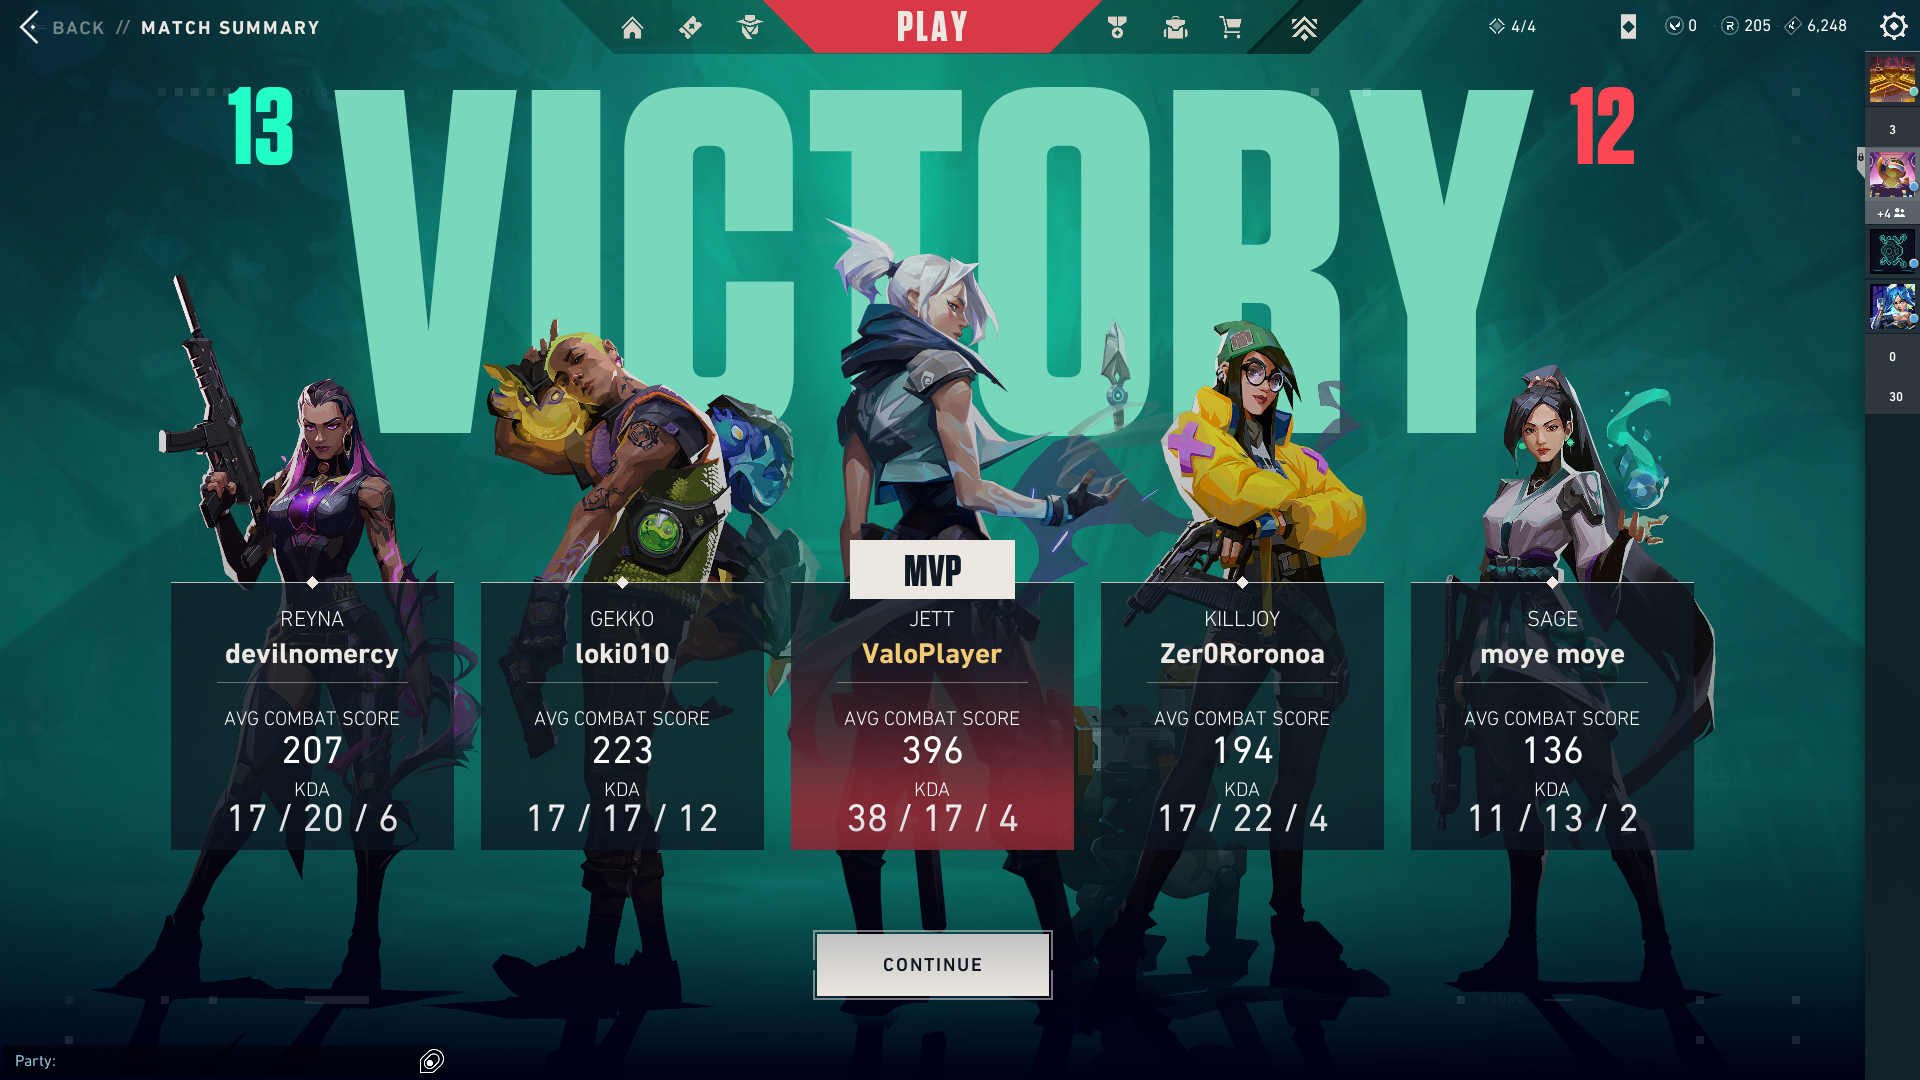 BACK // MATCH SUMMARY
PLAY
4/4
0
205
6,248
13
VICTORY
12
3
+4
0
30
MVP
REYNA
devilnomercy
AVG COMBAT SCORE
207
KDA
17 / 20 / 6
GEKKO
loki010
AVG COMBAT SCORE
223
KDA
17 / 17 / 12
JETT
ValoPlayer
AVG COMBAT SCORE
396
KDA
38 / 17 / 4
KILLJOY
Zer0Roronoa
AVG COMBAT SCORE
194
KDA
17 / 22 / 4
SAGE
moye moye
AVG COMBAT SCORE
136
KDA
11 / 13 / 2
CONTINUE
ROUND
Party: